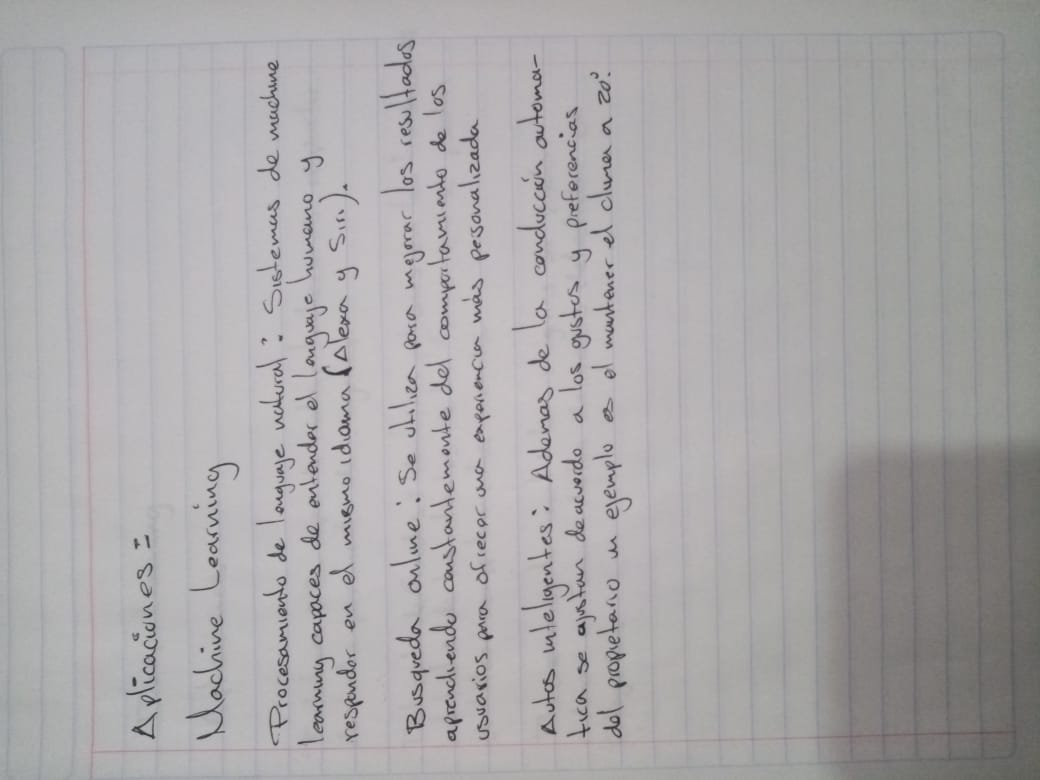 Aplicaciones =
Machine Learning
Procesamiento de lenguaje natural: Sistemas de machine
learning capaces de entender el lenguaje humano y
responder en el mismo idioma (Alexa y Siri).
Busqueda online: Se utiliza para mejorar los resultados
aprendiendo constantemente del comportamiento de los
usuarios para ofrecer una experiencia más personalizada
Autos inteligentes: Ademas de la conducción automa-
tica se ajustan deacuerdo a los gustos y preferencias
del propietario un ejemplo es el mantener el clima a 20°.